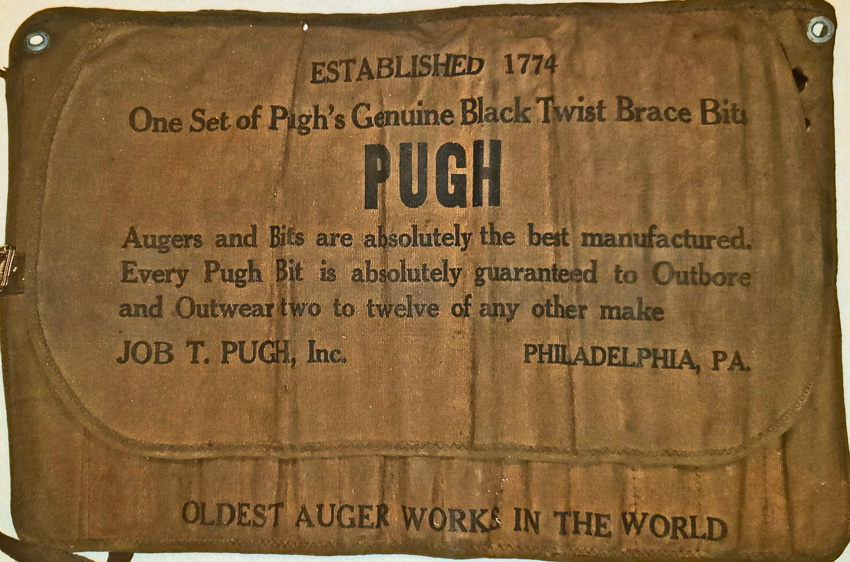 ESTABLISHED 1774
One Set of Pugh's Genuine Black Twist Brace Bits
PUGH
Augers and Bits are absolutely the best manufactured.
Every Pugh Bit is absolutely guaranteed to Outbore
and Outwear two to twelve of any other make
JOB T. PUGH, Inc. PHILADELPHIA, PA.
OLDEST AUGER WORKS IN THE WORLD